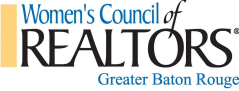 Women's Council of
REALTORS®
Greater Baton Rouge